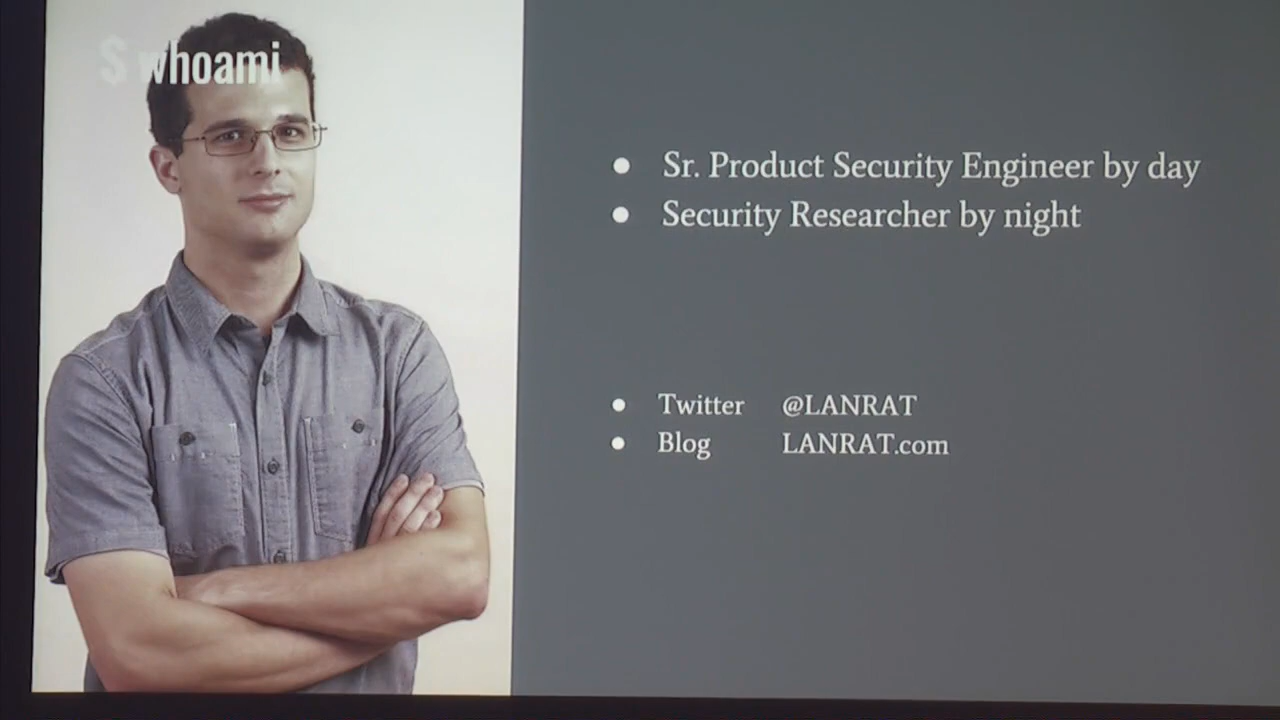 $ whoami
● Sr. Product Security Engineer by day
● Security Researcher by night
● Twitter @LANRAT
● Blog LANRAT.com